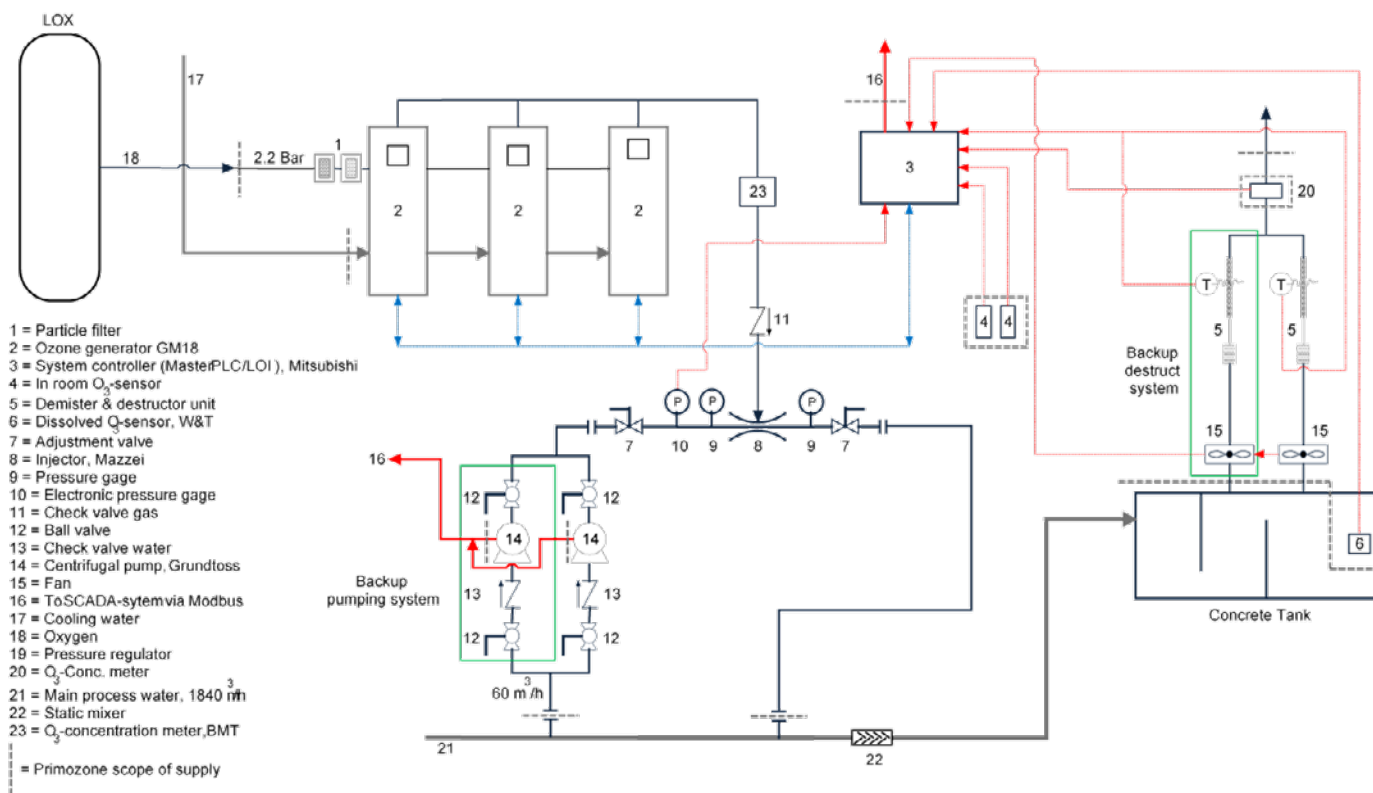 LOX
17
18
2.2 Bar
1
2
2
2
23
11
16
3
4
4
20
T
T
5
5
Backup
destruct
system
15
15
6
Concrete Tank
P
P
P
7
10
9
8
9
7
16
12
12
14
14
Backup
pumping system
13
13
12
12
60 m³/h
21
22
1 = Particle filter
2 = Ozone generator GM18
3 = System controller (MasterPLC/LOI ), Mitsubishi
4 = In room O₃-sensor
5 = Demister & destructor unit
6 = Dissolved O₃-sensor, W&T
7 = Adjustment valve
8 = Injector, Mazzei
9 = Pressure gage
10 = Electronic pressure gage
11 = Check valve gas
12 = Ball valve
13 = Check valve water
14 = Centrifugal pump, Grundtoss
15 = Fan
16 = ToSCADA-sytemvia Modbus
17 = Cooling water
18 = Oxygen
19 = Pressure regulator
20 = O₃-Conc. meter
21 = Main process water, 1840 m³/h
22 = Static mixer
23 = O₃-concentration meter,BMT
= Primozone scope of supply